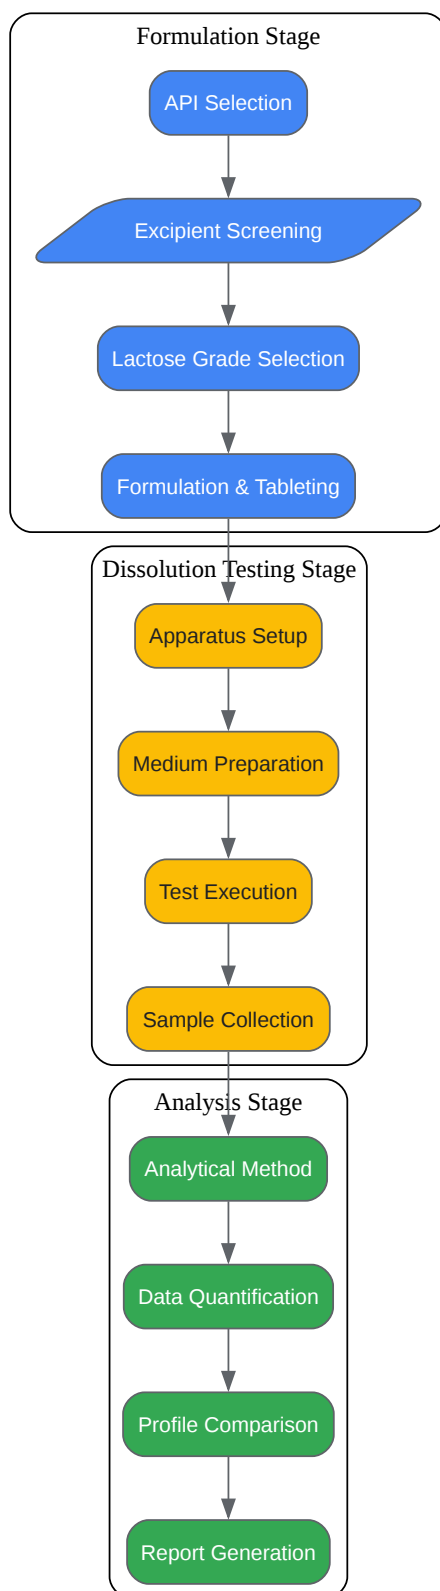 Formulation Stage
API Selection
Excipient Screening
Lactose Grade Selection
Formulation & Tableting
Dissolution Testing Stage
Apparatus Setup
Medium Preparation
Test Execution
Sample Collection
Analysis Stage
Analytical Method
Data Quantification
Profile Comparison
Report Generation